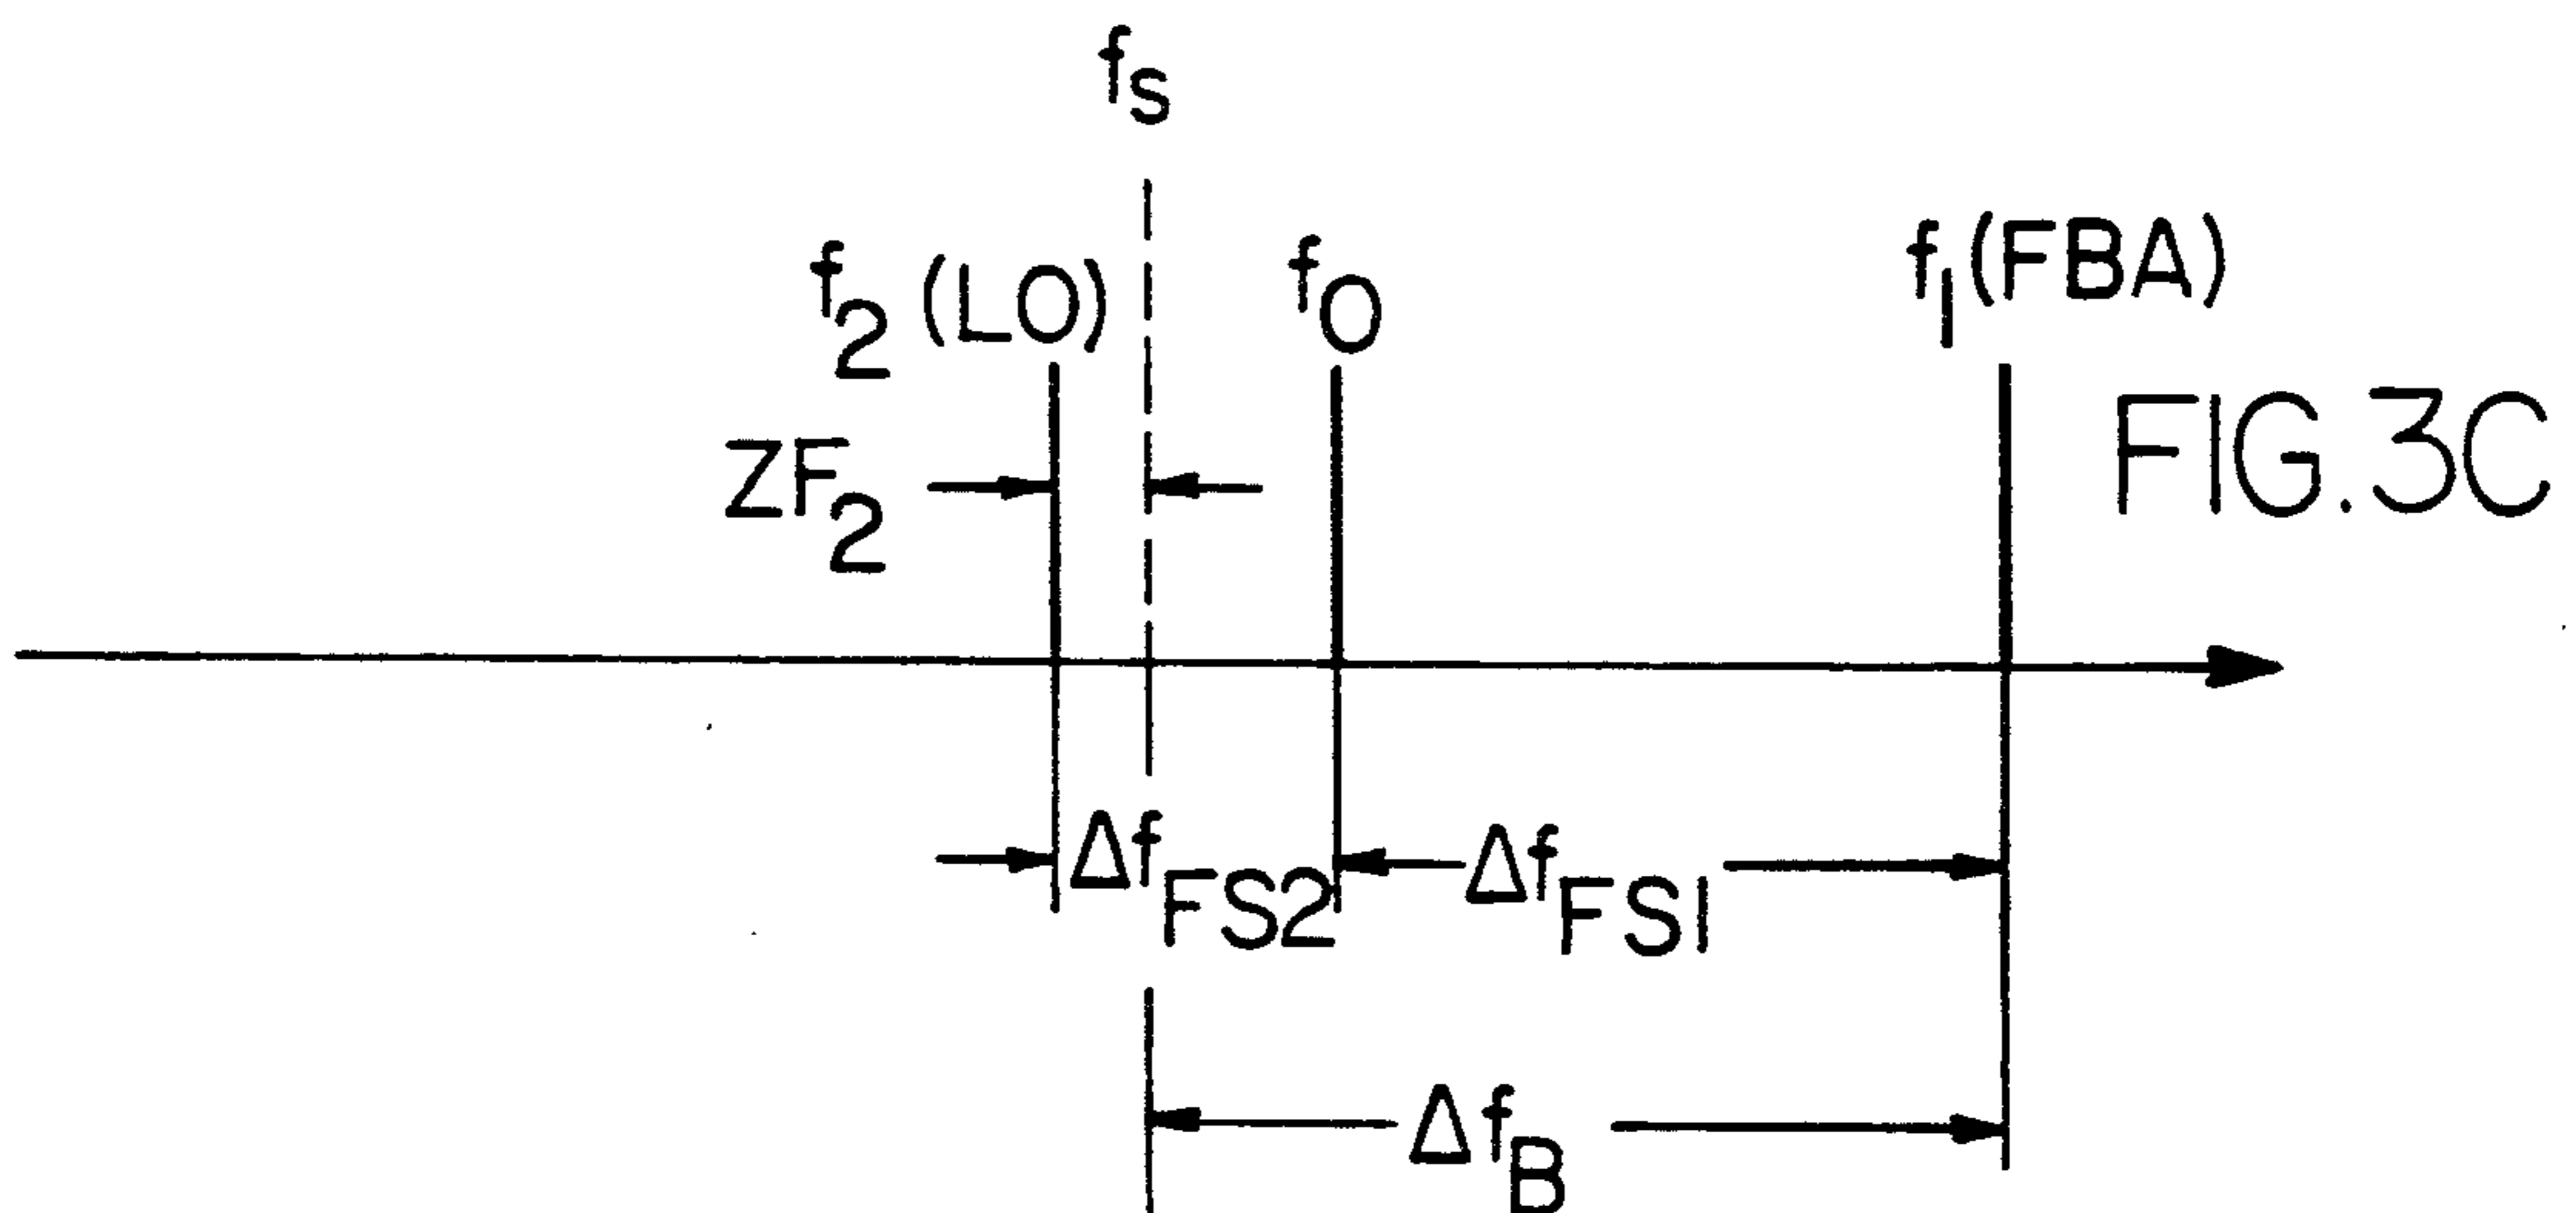 fS
f2 (LO)
fO
f1 (FBA)
ZF2
FIG. 3C
ΔfFS2
ΔfFS1
ΔfB